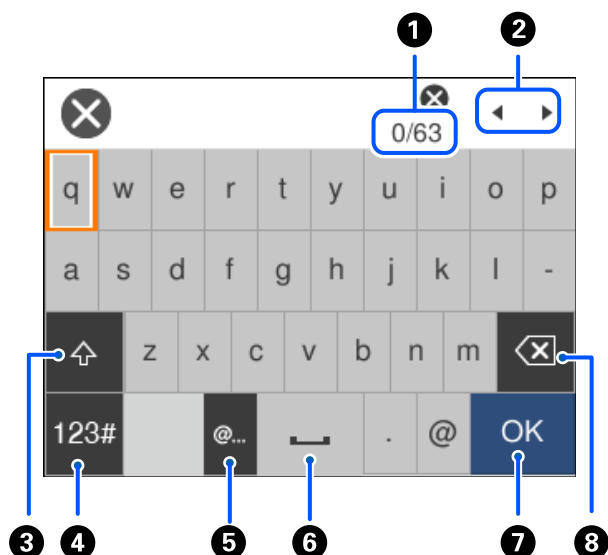 1 2
0/63
q w e r t y u i o p
a s d f g h j k l -
z x c v b n m
123# @... . @ OK
3 4 5 6 7 8